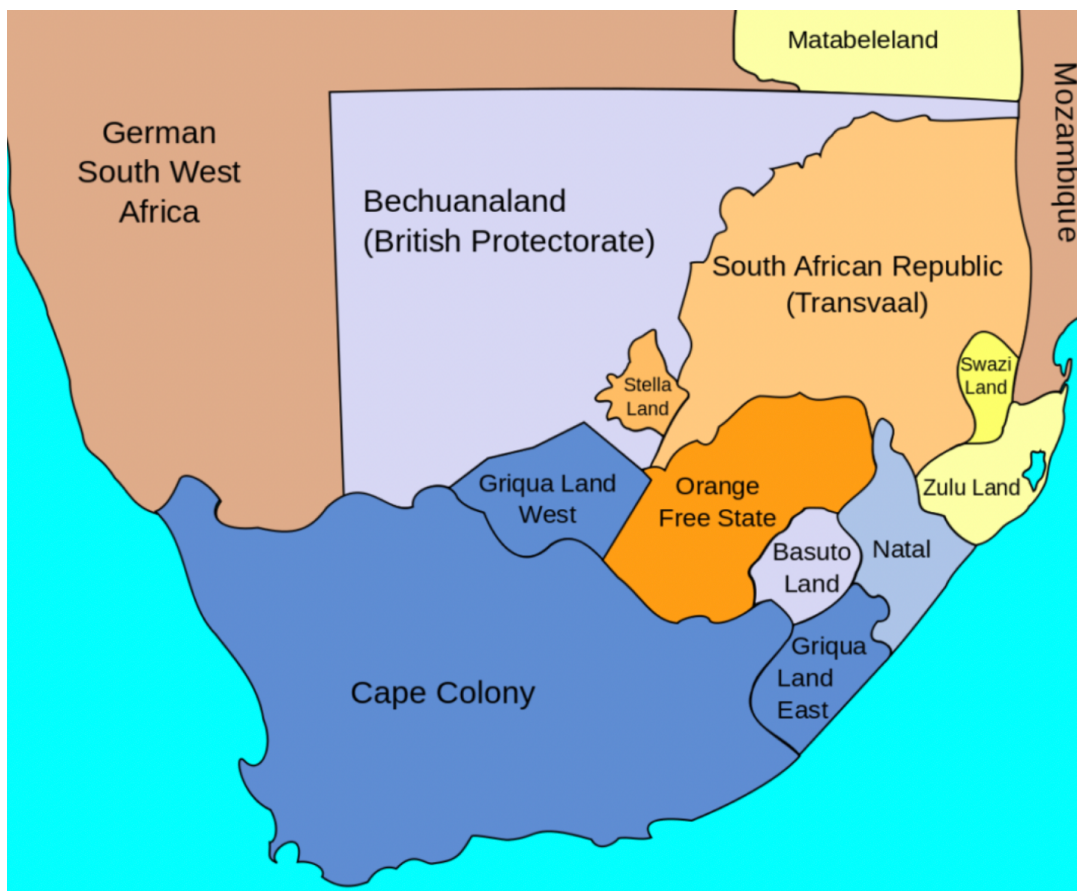 Matabeleland
Mozambique
German
South West
Africa
Bechuanaland
(British Protectorate)
South African Republic
(Transvaal)
Swazi
Land
Stella
Land
Griqua Land
West
Orange
Free State
Zulu Land
Basuto
Land
Natal
Griqua
Land
East
Cape Colony